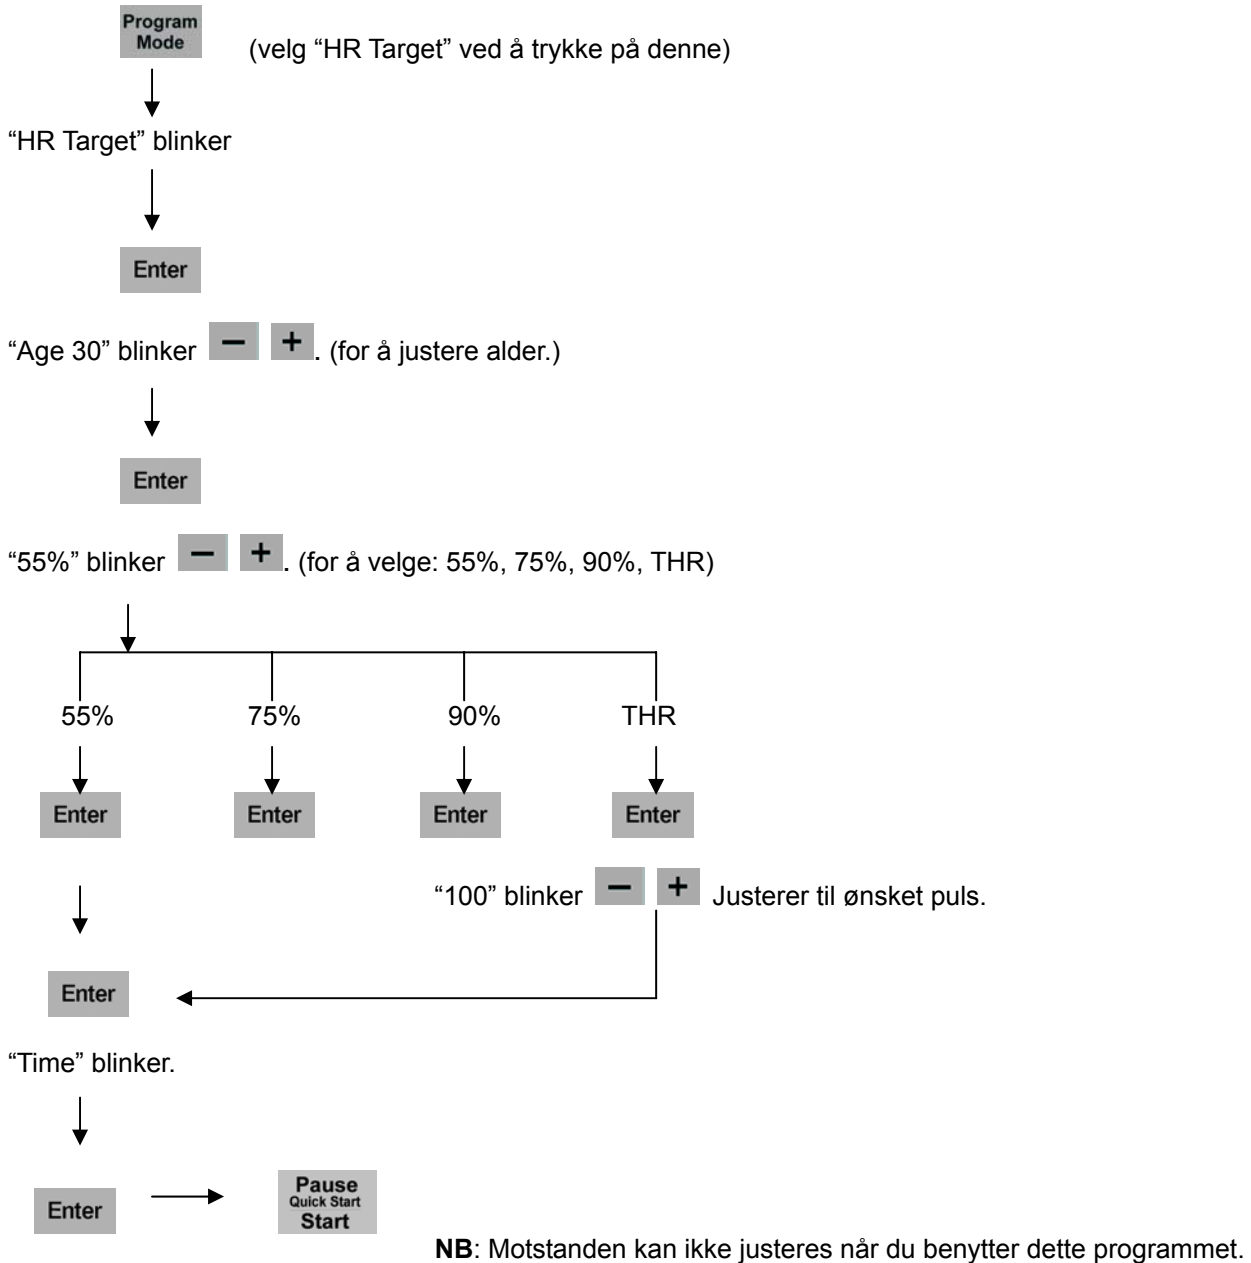 Program
Mode
(velg “HR Target” ved å trykke på denne)
“HR Target” blinker
Enter
“Age 30” blinker − +. (for å justere alder.)
Enter
“55%” blinker − +. (for å velge: 55%, 75%, 90%, THR)
55% 75% 90% THR
Enter Enter Enter Enter
“100” blinker − + Justerer til ønsket puls.
Enter
“Time” blinker.
Enter
Pause
Quick Start
Start
NB: Motstanden kan ikke justeres når du benytter dette programmet.